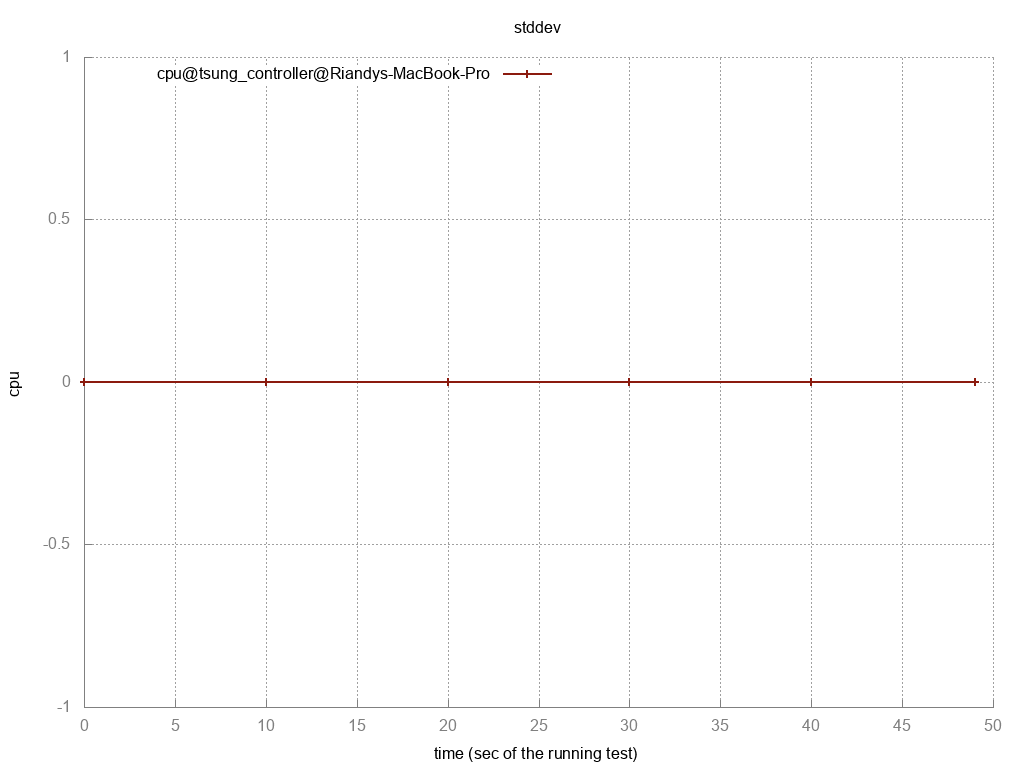 stddev
1
cpu@tsung_controller@Riandys-MacBook-Pro
0.5
cpu
0
-0.5
-1
0 5 10 15 20 25 30 35 40 45 50
time (sec of the running test)